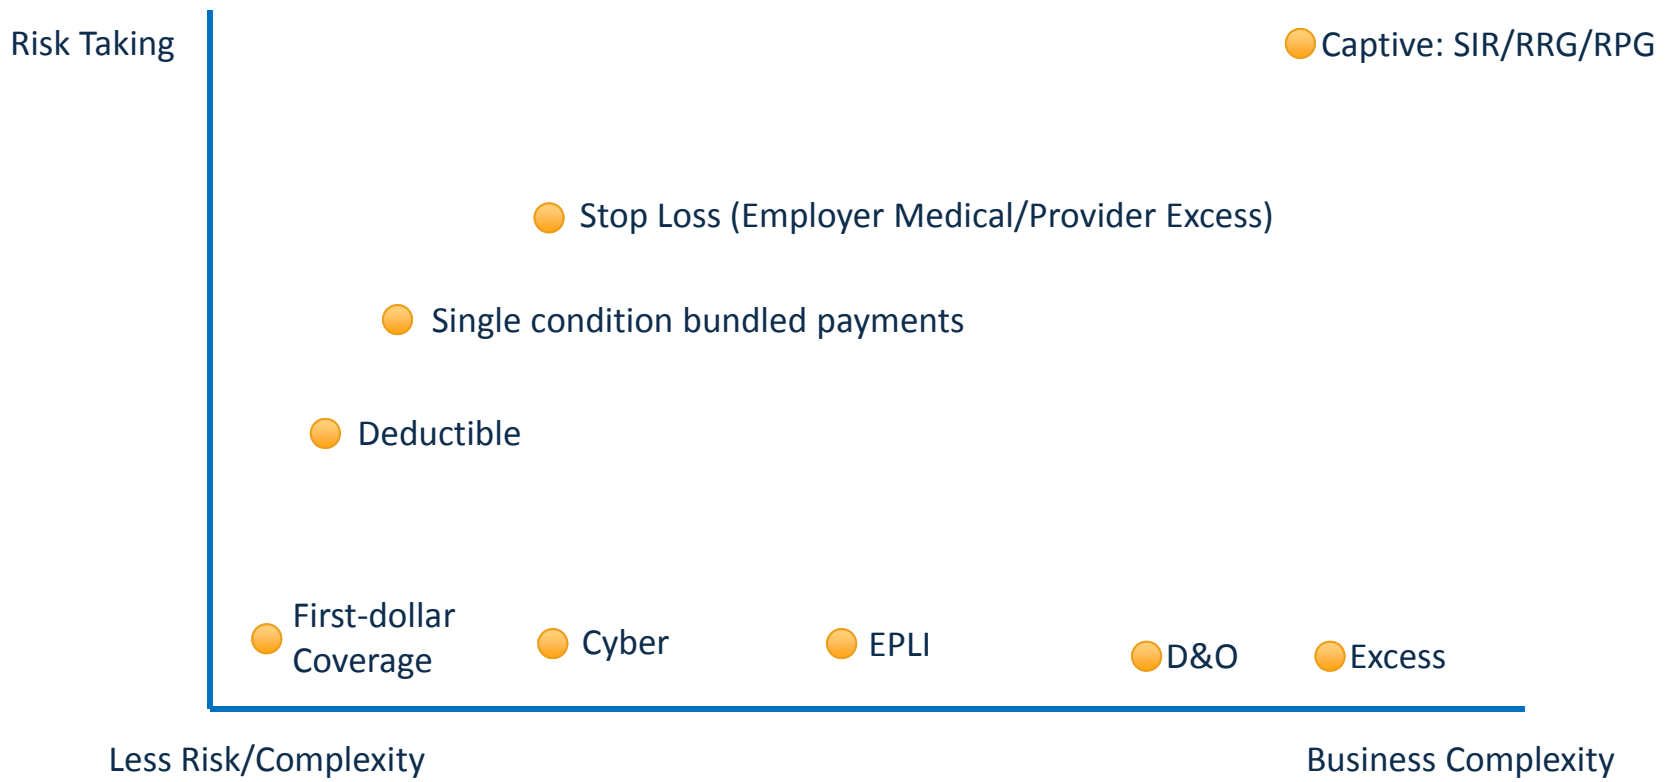 Risk Taking
Captive: SIR/RRG/RPG
Stop Loss (Employer Medical/Provider Excess)
Single condition bundled payments
Deductible
First-dollar
Coverage
Cyber
EPLI
D&O
Excess
Less Risk/Complexity
Business Complexity